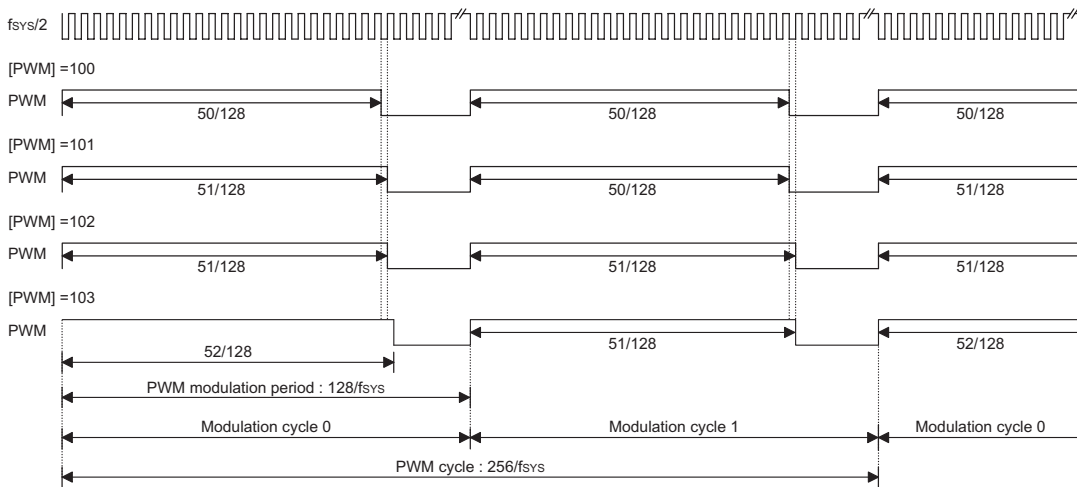 fSYS/2
[PWM] =100
PWM
50/128 50/128 50/128
[PWM] =101
PWM
51/128 50/128 51/128
[PWM] =102
PWM
51/128 51/128 51/128
[PWM] =103
PWM
52/128 51/128 52/128
PWM modulation period : 128/fSYS
Modulation cycle 0 Modulation cycle 1 Modulation cycle 0
PWM cycle : 256/fSYS